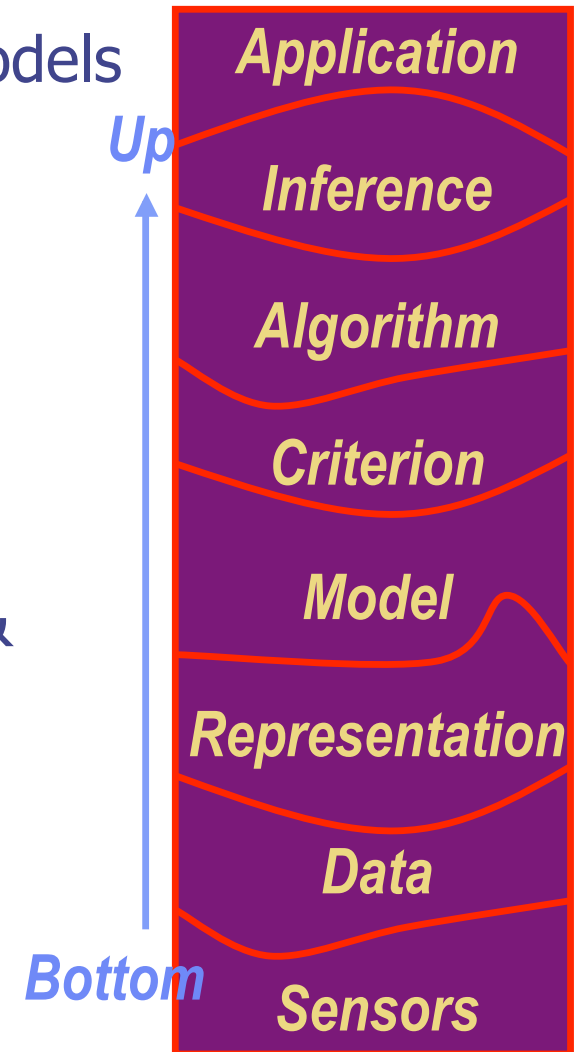 odels
Application
Up
Inference
Algorithm
Criterion
Model
&
Representation
Data
Bottom
Sensors